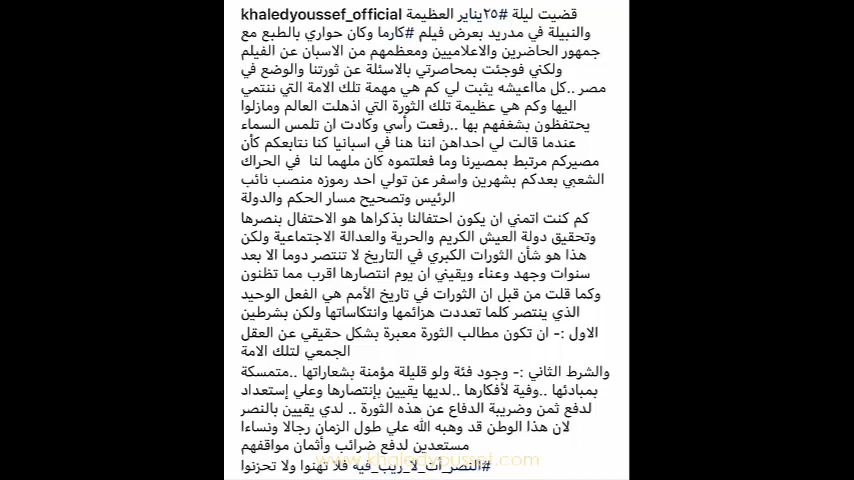 khaledyoussef_official قضيت ليلة #٢٥يناير العظيمة
والنبيلة في مدريد بعرض فيلم #كارما وكان حواري بالطبع مع
جمهور الحاضرين والاعلاميين ومعظمهم من الاسبان عن الفيلم
ولكني فوجئت بمحاصرتي بالاسئلة عن ثورتنا والوضع في
مصر ..كل مااعيشه يثبت لي كم هي مهمة تلك الامة التي ننتمي
اليها وكم هي عظيمة تلك الثورة التي اذهلت العالم ومازلوا
يحتفظون بشغفهم بها ..رفعت رأسي وكادت ان تلمس السماء
عندما قالت لي احداهن اننا هنا في اسبانيا كنا نتابعكم كأن
مصيركم مرتبط بمصيرنا وما فعلتموه كان ملهما لنا في الحراك
الشعبي بعدكم بشهرين واسفر عن تولي احد رموزه منصب نائب
الرئيس وتصحيح مسار الحكم والدولة
كم كنت اتمني ان يكون احتفالنا بذكراها هو الاحتفال بنصرها
وتحقيق دولة العيش الكريم والحرية والعدالة الاجتماعية ولكن
هذا هو شأن الثورات الكبري في التاريخ لا تنتصر دوما الا بعد
سنوات وجهد وعناء ويقيني ان يوم انتصارها اقرب مما تظنون
وكما قلت من قبل ان الثورات في تاريخ الأمم هي الفعل الوحيد
الذي ينتصر كلما تعددت هزائمها وانتكاساتها ولكن بشرطين
الاول :- ان تكون مطالب الثورة معبرة بشكل حقيقي عن العقل
الجمعي لتلك الامة
والشرط الثاني :- وجود فئة ولو قليلة مؤمنة بشعاراتها ..متمسكة
بمبادئها ..وفية لأفكارها ..لديها يقيين بإنتصارها وعلي إستعداد
لدفع ثمن وضريبة الدفاع عن هذه الثورة .. لدي يقيين بالنصر
لان هذا الوطن قد وهبه الله علي طول الزمان رجالا ونساءا
مستعدين لدفع ضرائب وأثمان مواقفهم
#النصر_آت_لا_ريب_فيه فلا تهنوا ولا تحزنوا
www.khaledyoussef.com